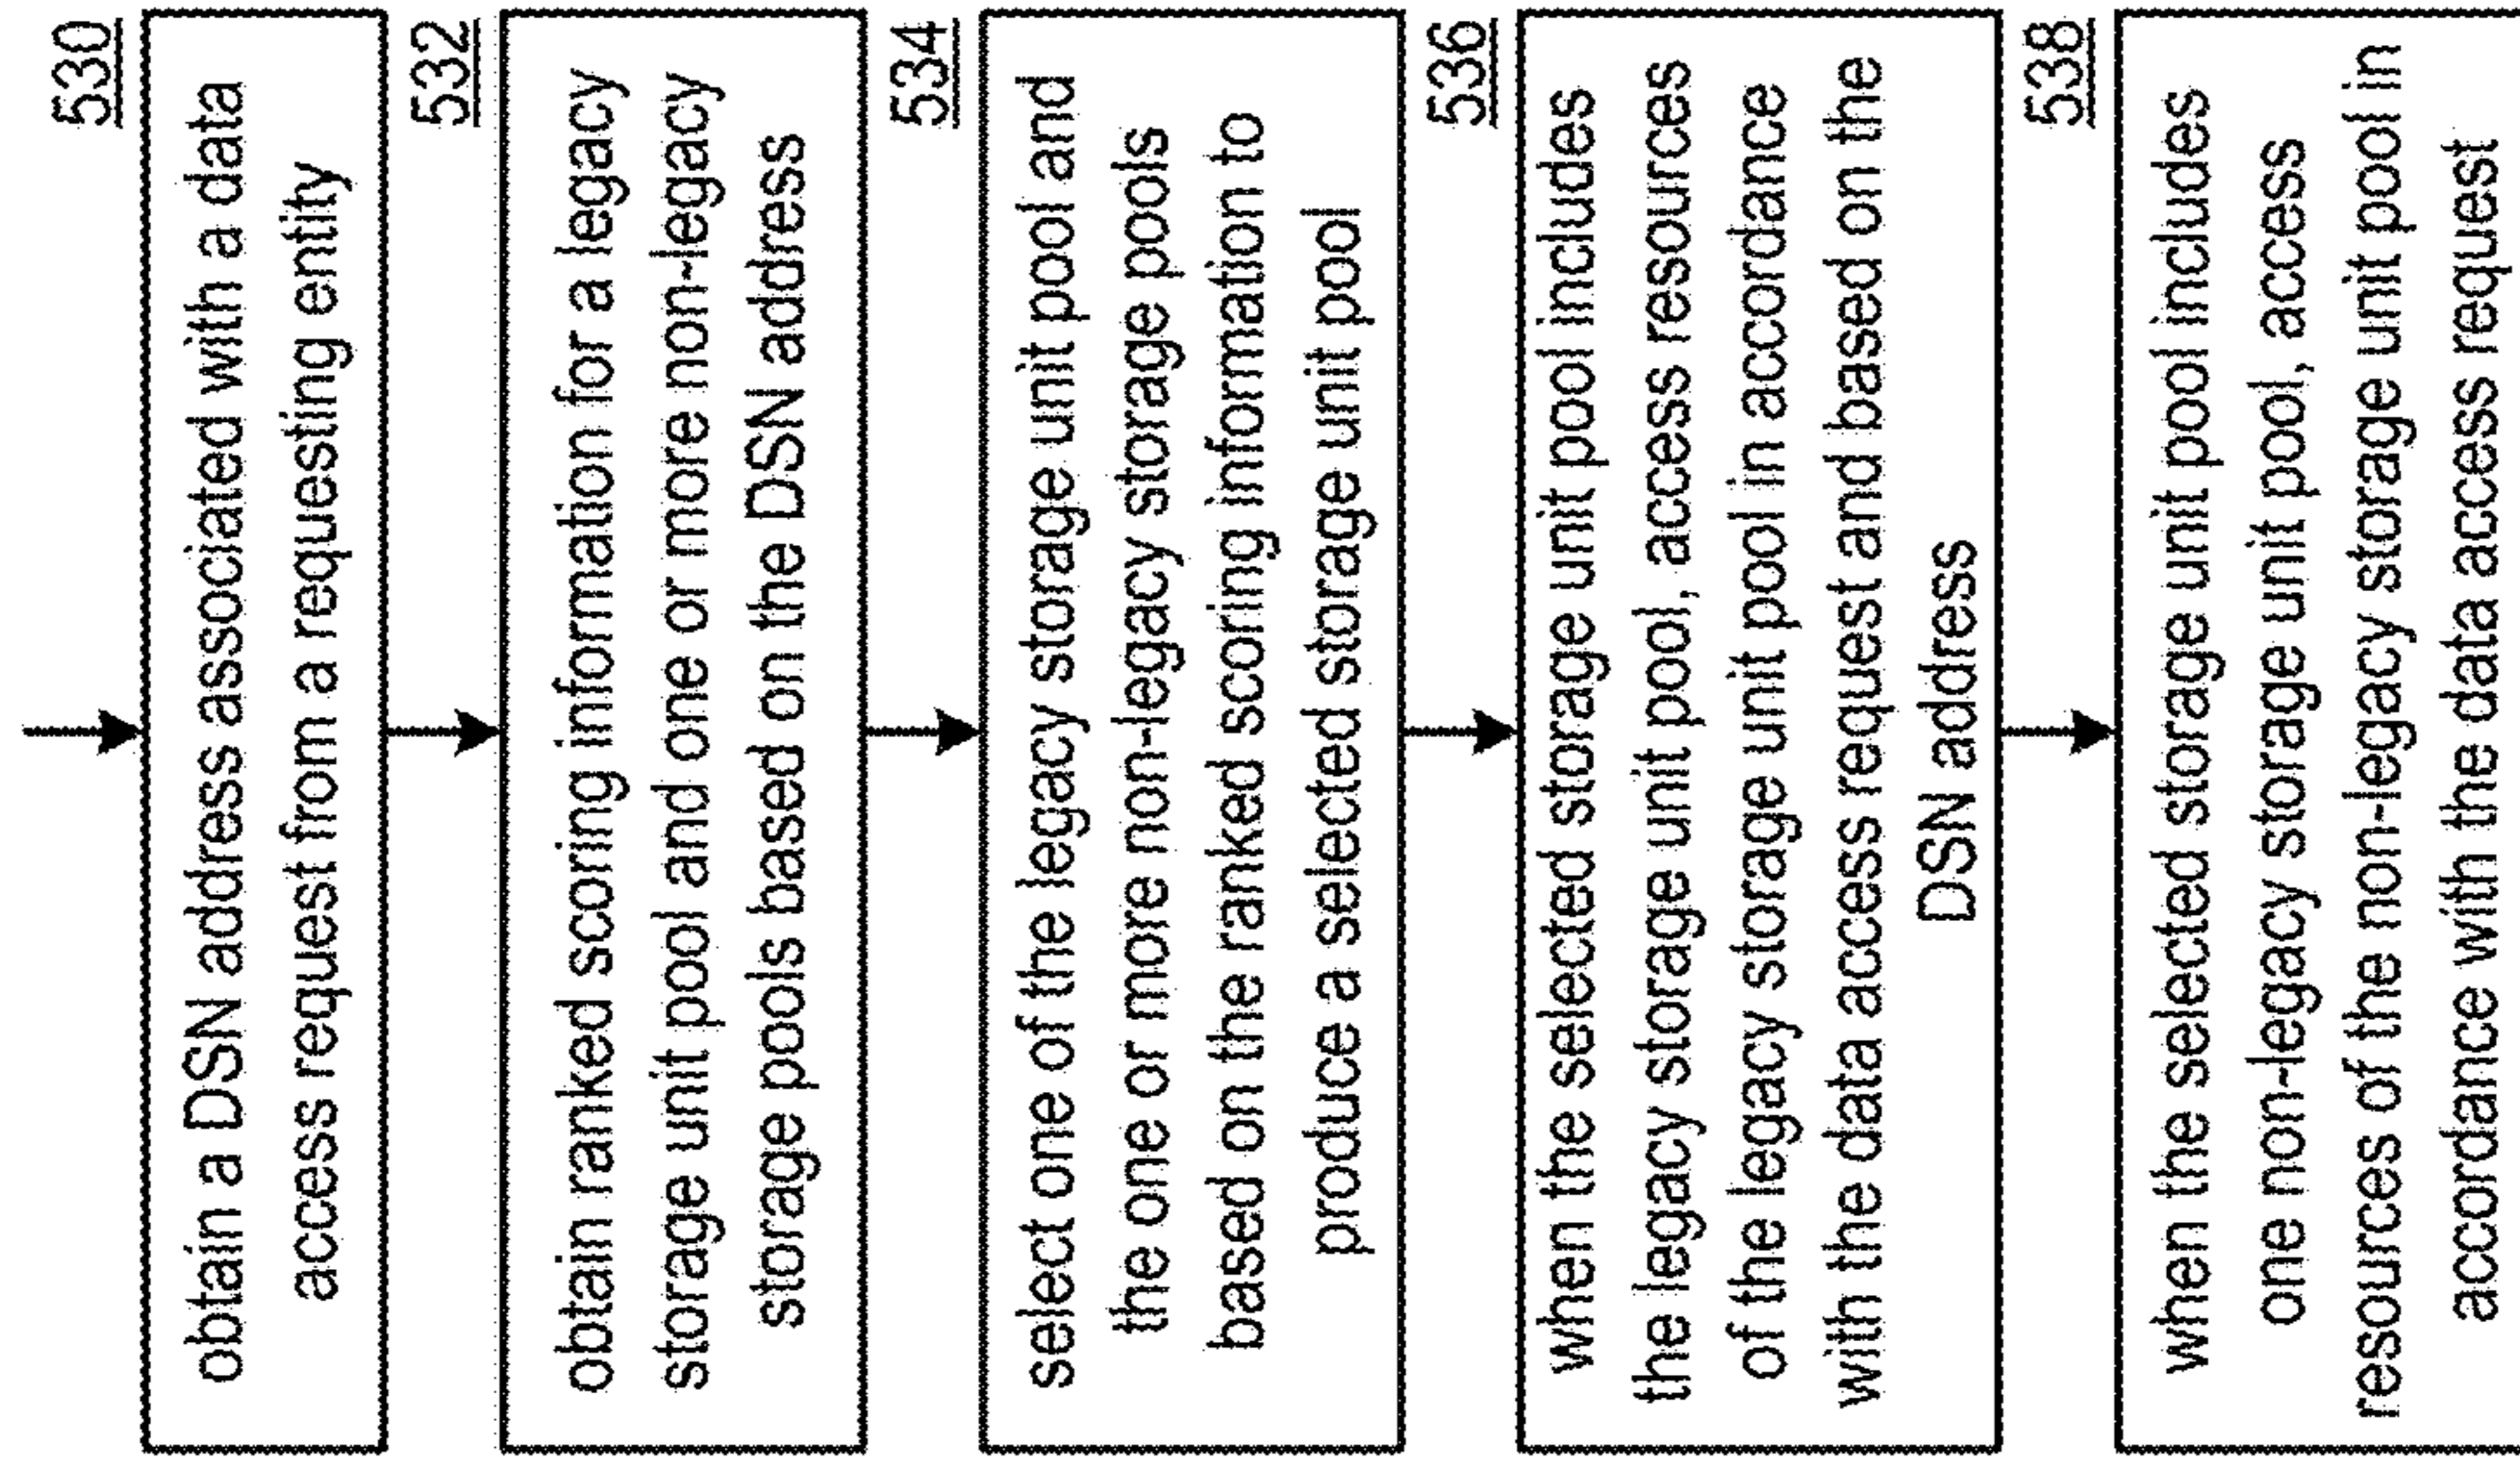 530
obtain a DSN address associated with a data
access request from a requesting entity
532
obtain ranked scoring information for a legacy
storage unit pool and one or more non-legacy
storage pools based on the DSN address
534
select one of the legacy storage unit pool and
the one or more non-legacy storage pools
based on the ranked scoring information to
produce a selected storage unit pool
536
when the selected storage unit pool includes
the legacy storage unit pool, access resources
of the legacy storage unit pool in accordance
with the data access request and based on the
DSN address
538
when the selected storage unit pool includes
one non-legacy storage unit pool, access
resources of the non-legacy storage unit pool in
accordance with the data access request